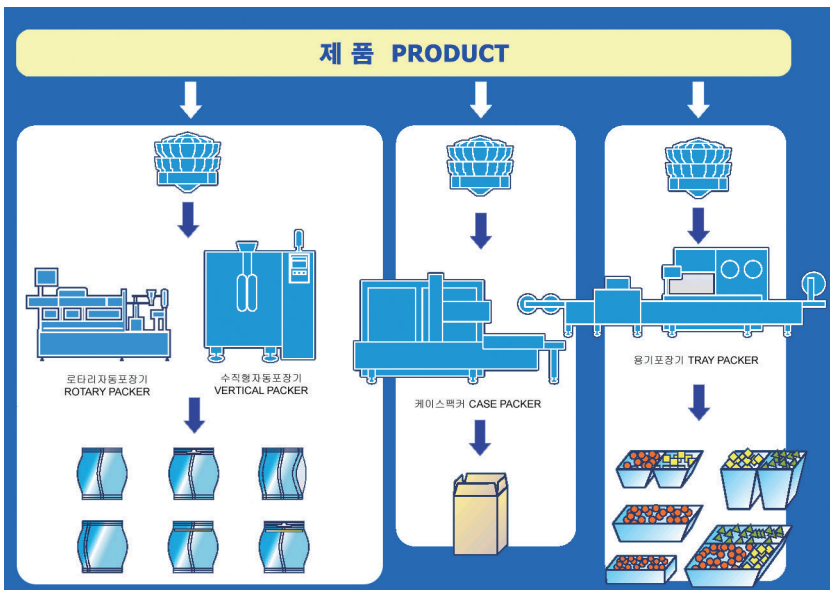 제 품 PRODUCT
로타리자동포장기
ROTARY PACKER
수직형자동포장기
VERTICAL PACKER
케이스팩커 CASE PACKER
용기포장기 TRAY PACKER